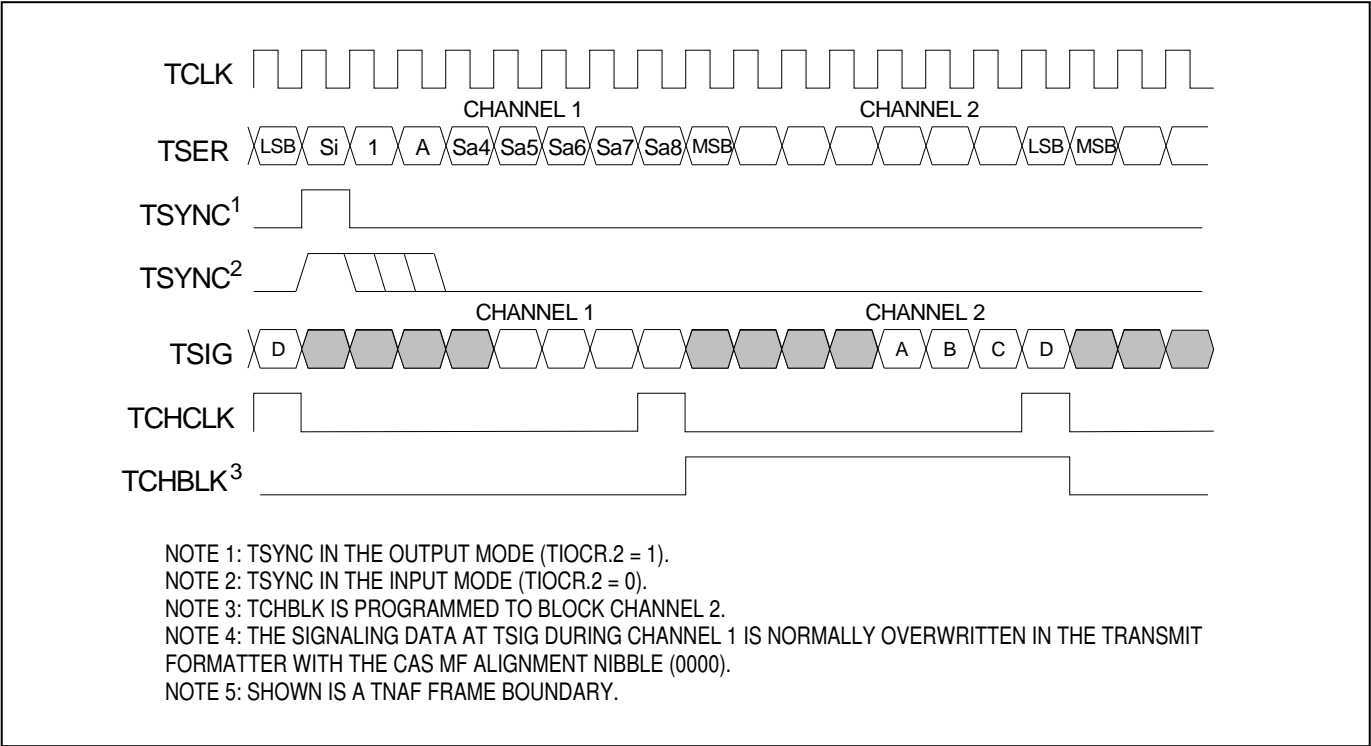 TCLK
CHANNEL 1 CHANNEL 2
TSER LSB Si 1 A Sa4 Sa5 Sa6 Sa7 Sa8 MSB LSB MSB
TSYNC1
TSYNC2
CHANNEL 1 CHANNEL 2
TSIG D A B C D
TCHCLK
TCHBLK3
NOTE 1: TSYNC IN THE OUTPUT MODE (TIOCR.2 = 1).
NOTE 2: TSYNC IN THE INPUT MODE (TIOCR.2 = 0).
NOTE 3: TCHBLK IS PROGRAMMED TO BLOCK CHANNEL 2.
NOTE 4: THE SIGNALING DATA AT TSIG DURING CHANNEL 1 IS NORMALLY OVERWRITTEN IN THE TRANSMIT
FORMATTER WITH THE CAS MF ALIGNMENT NIBBLE (0000).
NOTE 5: SHOWN IS A TNAF FRAME BOUNDARY.